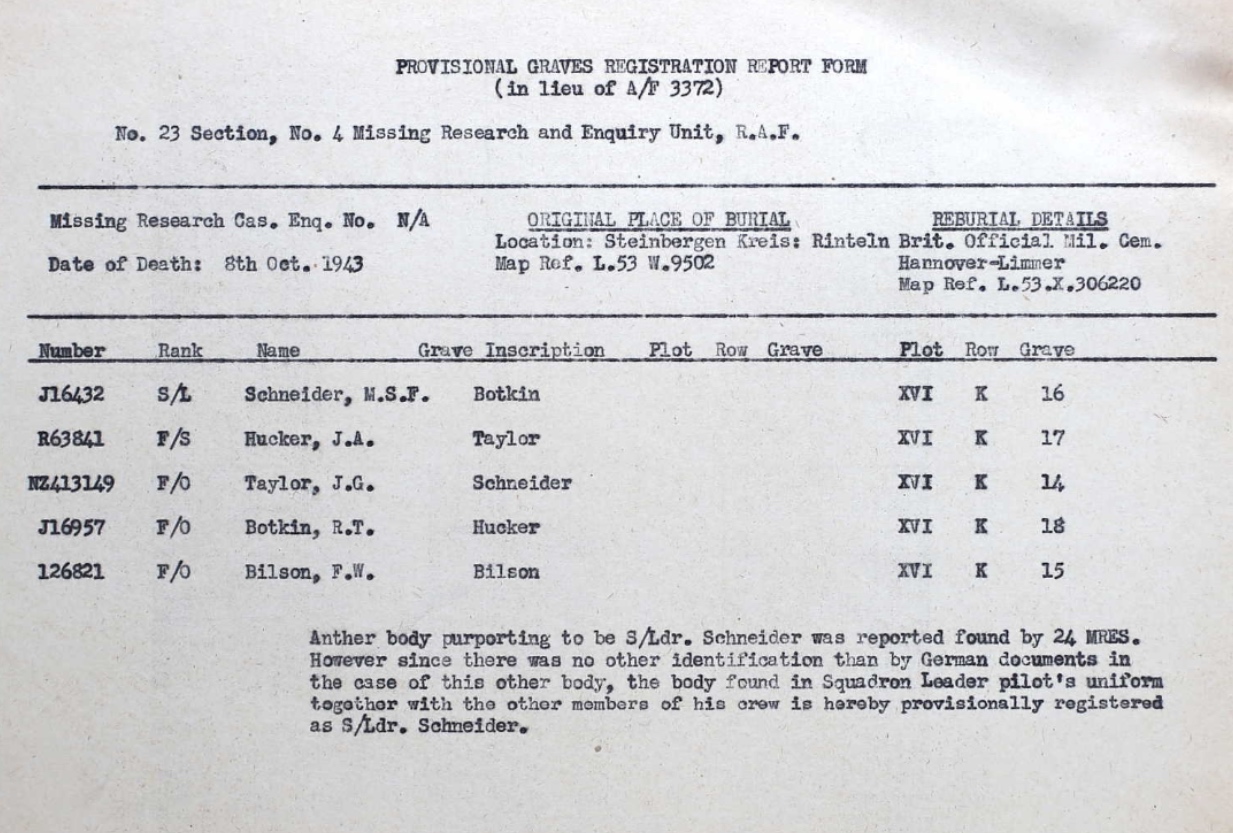 PROVISIONAL GRAVES REGISTRATION REPORT FORM
(in lieu of A/F 3372)
No. 23 Section, No. 4 Missing Research and Enquiry Unit, R.A.F.
Missing Research Cas. Enq. No. N/A ORIGINAL PLACE OF BURIAL REBURIAL DETAILS
Location: Steinbergen Kreis: Rinteln Brit. Official Mil. Cem.
Date of Death: 8th Oct. 1943 Map Ref. L.53 W.9502 Hannover-Limmer
Map Ref. L.53.X.306220
Number Rank Name Grave Inscription Plot Row Grave Plot Row Grave
J16432 S/L Schneider, M.S.F. Botkin XVI K 16
R63841 F/S Hucker, J.A. Taylor XVI K 17
NZ413149 F/O Taylor, J.G. Schneider XVI K 14
J16957 F/O Botkin, R.T. Hucker XVI K 18
126821 F/O Bilson, F.W. Bilson XVI K 15
Anther body purporting to be S/Ldr. Schneider was reported found by 24 MRES.
However since there was no other identification than by German documents in
the case of this other body, the body found in Squadron Leader pilot's uniform
together with the other members of his crew is hereby provisionally registered
as S/Ldr. Schneider.